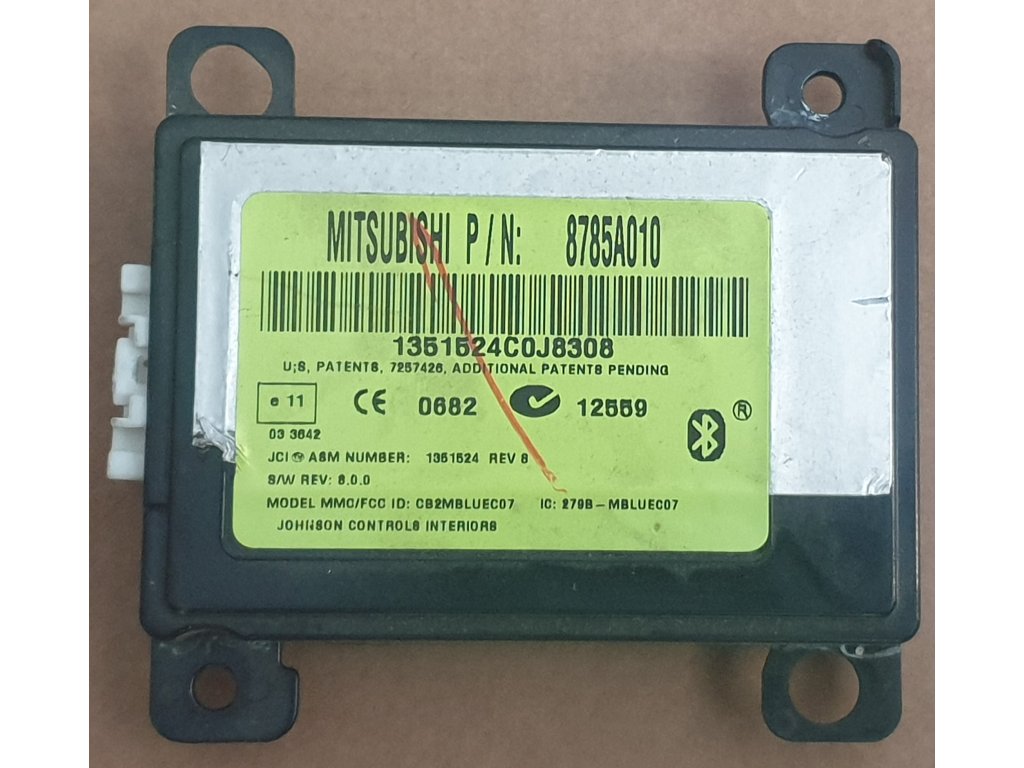 MITSUBISHI P/N: 8785A010
1351524C0J8308
U;S, PATENTS, 7257426, ADDITIONAL PATENTS PENDING
e 11 CE 0682 12559
®
03 3642
JCI ASM NUMBER: 1351524 REV 8
S/W REV: 8.0.0
MODEL MMC/FCC ID: CB2MBLUEC07 IC: 279B-MBLUEC07
JOHNSON CONTROLS INTERIORS